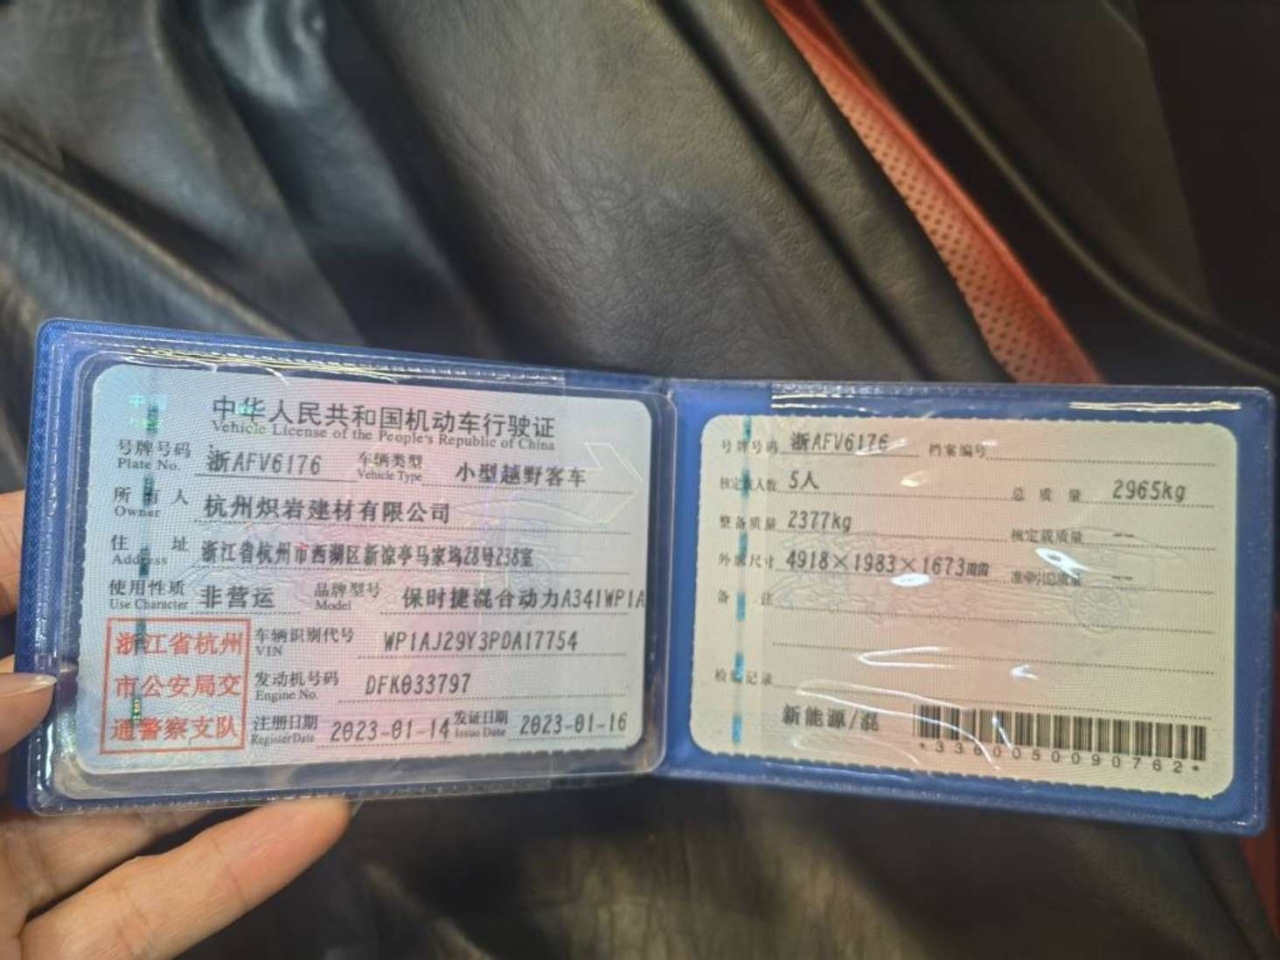 中华人民共和国机动车行驶证
Vehicle License of the People's Republic of China
号牌号码 浙AFV6176 车辆类型 小型越野客车
Plate No. Vehicle Type
所有人 杭州炽岩建材有限公司
Owner
住址 浙江省杭州市西湖区新凉亭马家坞28号238室
Address
使用性质 非营运 品牌型号 保时捷混合动力A34IWP1A
Use Character Model
浙江省杭州
市公安局交
通警察支队
车辆识别代号 WP1AJ29Y3PDA17754
VIN
发动机号码 DFK033797
Engine No.
注册日期 2023-01-14 发证日期 2023-01-16
Register Date Issue Date
号牌号码 浙AFV6176 档案编号
核定载人数 5人 总质量 2965kg
整备质量 2377kg 核定载质量 --
外廓尺寸 4918×1983×1673mm 准牵引总质量 --
备注
检验记录
新能源/混
*3380050090762*